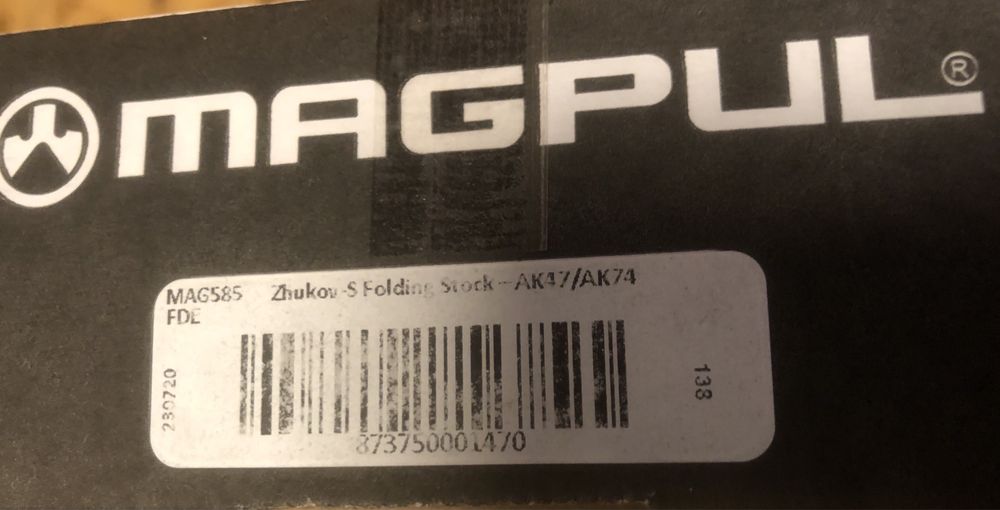 MAGPUL®
MAG585 Zhukov-S Folding Stock – AK47/AK74
FDE
230720
138
873750001470